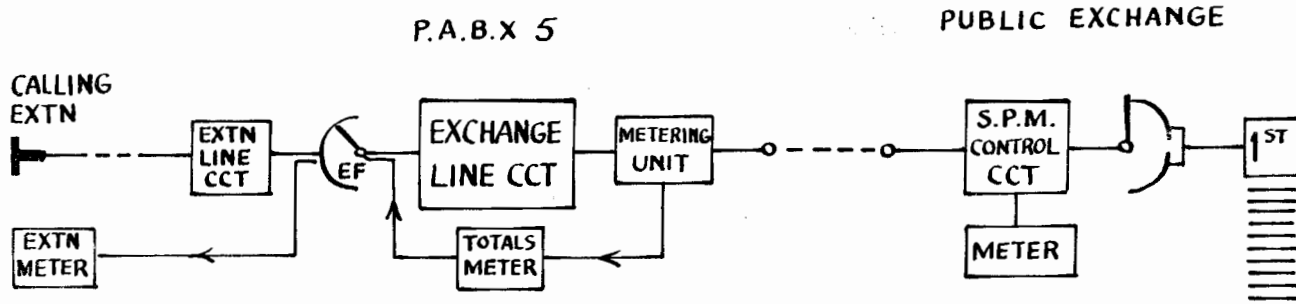 P.A.B.X 5
PUBLIC EXCHANGE
CALLING
EXTN
EXTN
LINE
CCT
EF
EXCHANGE
LINE CCT
METERING
UNIT
S.P.M.
CONTROL
CCT
1ST
EXTN
METER
TOTALS
METER
METER